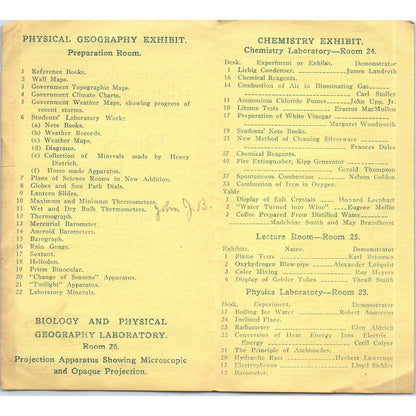 PHYSICAL GEOGRAPHY EXHIBIT.
Preparation Room.
1 Reference Books.
2 Wall Maps.
3 Government Topographic Maps.
4 Government Climate Charts.
5 Government Weather Maps, showing progress of
recent storms.
6 Students' Laboratory Work:
(a) Note Books.
(b) Weather Records.
(c) Weather Maps.
(d) Diagrams.
(e) Collection of Minerals made by Henry
Dietrich.
(f) Home made Apparatus.
7 Plans of Science Rooms in New Addition.
8 Globes and Sun Path Dials.
9 Lantern Slides.
10 Maximum and Minimum Thermometers.
11 Wet and Dry Bulb Thermometers.
12 Thermograph.
13 Mercurial Barometer
14 Aneroid Barometers.
15 Barograph.
16 Rain Gauge.
17 Sextant.
18 Heliodon.
19 Prism Binocular.
20 "Change of Seasons" Apparatus.
21 "Twilight" Apparatus.
22 Laboratory Minerals.
John J. B.
BIOLOGY AND PHYSICAL
GEOGRAPHY LABORATORY.
Room 26.
Projection Apparatus Showing Microscopic
and Opaque Projection.
CHEMISTRY EXHIBIT.
Chemistry Laboratory—Room 24.
Desk. Experiment or Exhibit. Demonstrator
1 Liebig Condenser James Landreth
16 Chemical Reagents.
14 Combustion of Air in Illuminating Gas
Carl Stoller
11 Ammonium Chloride Fumes John Upp, Jr.
10 Litmus Tests Erastus MacMullen
17 Preparation of White Vinegar
Margaret Woodworth
19 Students' Note Books.
27 New Method of Cleaning Silverware
Frances Dales
27 Chemical Reagents.
40 Fire Extinguisher, Kipp Generator
Gerald Thompson
37 Spontaneous Combustion Nelson Golden
33 Combustion of Iron in Oxygen.
Table
1 Display of Salt Crystals Howard Lecphart
2 "Water Turned into Wine" Eugene Mellin
3 Coffee Prepared From Distilled Water
Madeleine Smith and May Brandhorst
Lecture Room—Room 25.
Exhibits. Name. Demonstrator
1 Flame Tests Karl Brismer
2 Oxyhydrogen Blow-pipe Alexander Lofquist
3 Color Mixing Roy Meyers
4 Display of Geisler Tubes Thrall Smith
Physics Laboratory—Room 23.
Desk. Experiment. Demonstrator
17 Boiling Ice Water Robert Anderson
24 Inclined Plane.
23 Radiometer Glen Aldrich
22 Conversion of Heat Energy Into Electric
Energy Cecil Colyer
21 The Principle of Archimedes.
20 Hydraulic Ram Herbert Lawrence
13 Electrophorus Lloyd Sichler
12 Barometer.